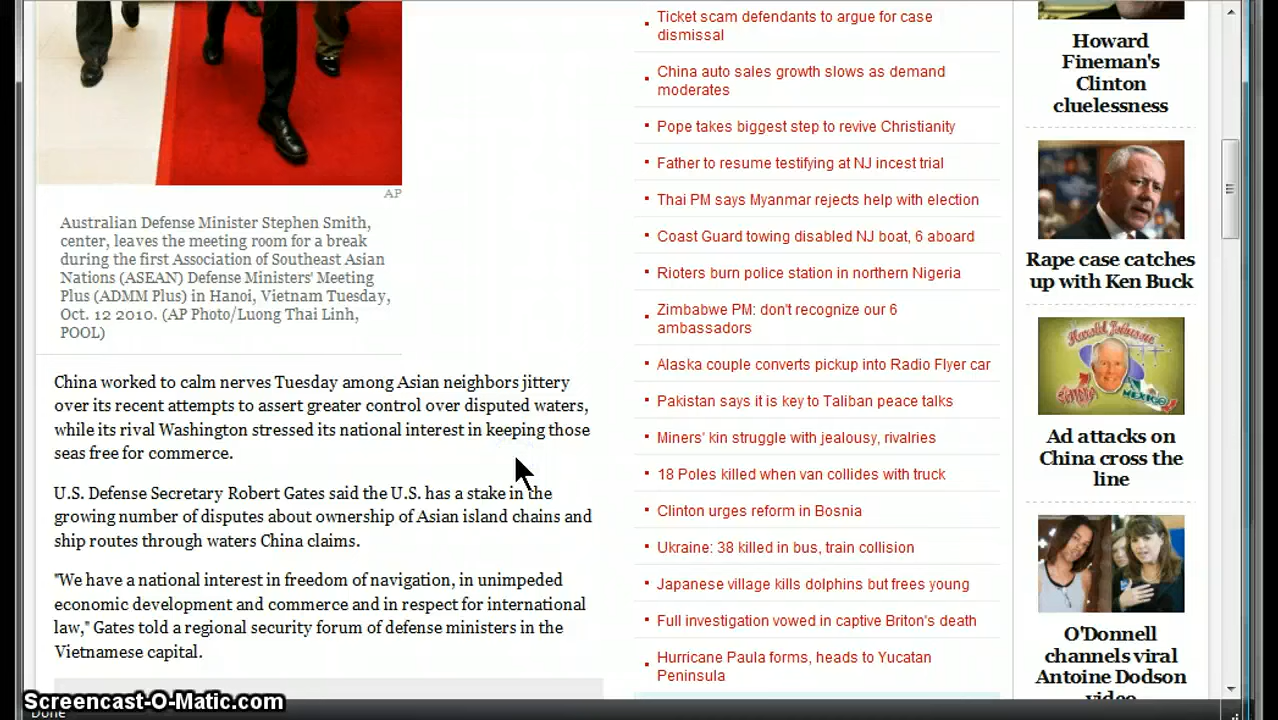 AP
Australian Defense Minister Stephen Smith,
center, leaves the meeting room for a break
during the first Association of Southeast Asian
Nations (ASEAN) Defense Ministers' Meeting
Plus (ADMM Plus) in Hanoi, Vietnam Tuesday,
Oct. 12 2010. (AP Photo/Luong Thai Linh,
POOL)
China worked to calm nerves Tuesday among Asian neighbors jittery
over its recent attempts to assert greater control over disputed waters,
while its rival Washington stressed its national interest in keeping those
seas free for commerce.
U.S. Defense Secretary Robert Gates said the U.S. has a stake in the
growing number of disputes about ownership of Asian island chains and
ship routes through waters China claims.
"We have a national interest in freedom of navigation, in unimpeded
economic development and commerce and in respect for international
law," Gates told a regional security forum of defense ministers in the
Vietnamese capital.
Ticket scam defendants to argue for case
dismissal
China auto sales growth slows as demand
moderates
Pope takes biggest step to revive Christianity
Father to resume testifying at NJ incest trial
Thai PM says Myanmar rejects help with election
Coast Guard towing disabled NJ boat, 6 aboard
Rioters burn police station in northern Nigeria
Zimbabwe PM: don't recognize our 6
ambassadors
Alaska couple converts pickup into Radio Flyer car
Pakistan says it is key to Taliban peace talks
Miners' kin struggle with jealousy, rivalries
18 Poles killed when van collides with truck
Clinton urges reform in Bosnia
Ukraine: 38 killed in bus, train collision
Japanese village kills dolphins but frees young
Full investigation vowed in captive Briton's death
Hurricane Paula forms, heads to Yucatan
Peninsula
Howard
Fineman's
Clinton
cluelessness
Rape case catches
up with Ken Buck
Harold Johnson
MEXICO
Ad attacks on
China cross the
line
O'Donnell
channels viral
Antoine Dodson
video
Screencast-O-Matic.com
Done